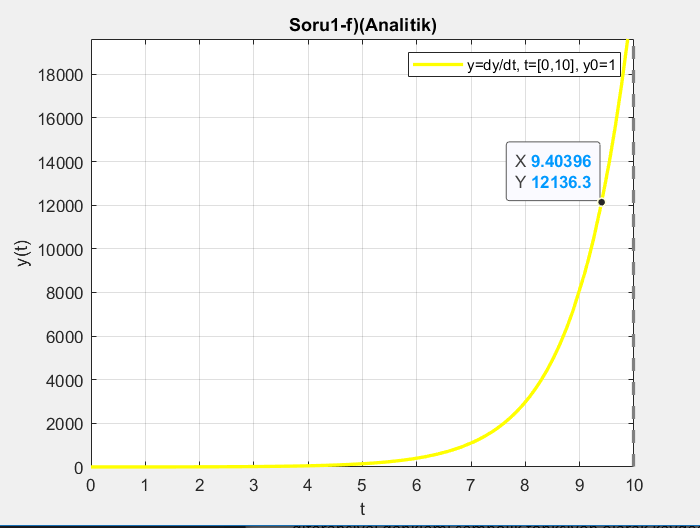 Soru1-f)(Analitik)
y=dy/dt, t=[0,10], y0=1
18000
16000
14000
12000
10000
8000
6000
4000
2000
0
y(t)
X 9.40396
Y 12136.3
0 1 2 3 4 5 6 7 8 9 10
t